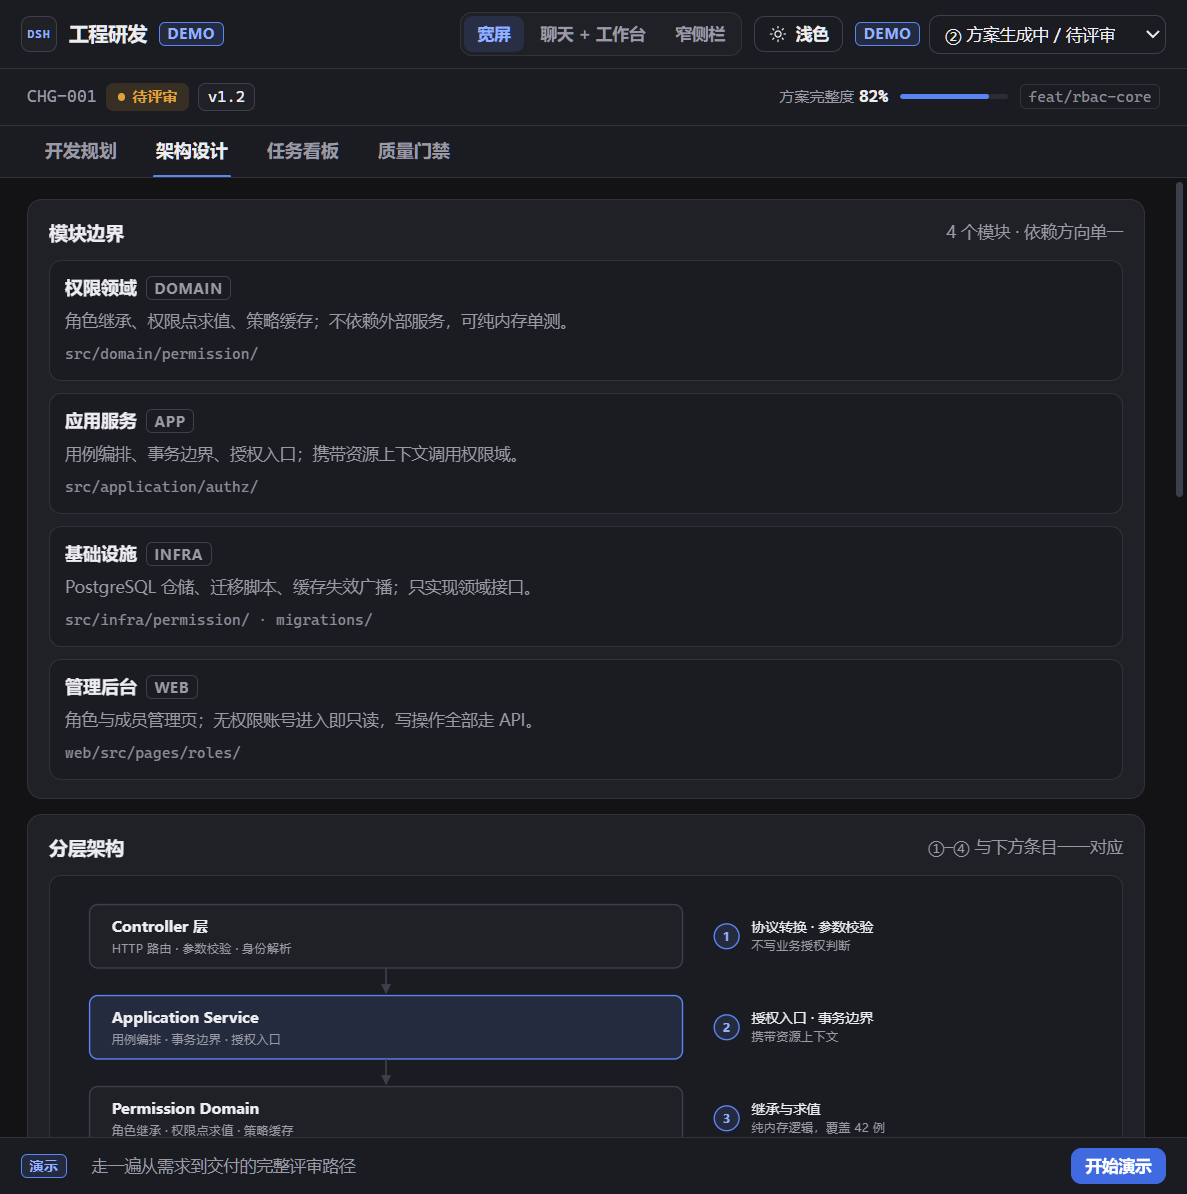 DSH 工程研发 DEMO 宽屏 聊天 + 工作台 窄侧栏 浅色 DEMO ② 方案生成中 / 待评审
CHG-001 待评审 v1.2 方案完整度 82% feat/rbac-core
开发规划 架构设计 任务看板 质量门禁
模块边界 4 个模块 · 依赖方向单一
权限领域 DOMAIN
角色继承、权限点求值、策略缓存；不依赖外部服务，可纯内存单测。
src/domain/permission/
应用服务 APP
用例编排、事务边界、授权入口；携带资源上下文调用权限域。
src/application/authz/
基础设施 INFRA
PostgreSQL 仓储、迁移脚本、缓存失效广播；只实现领域接口。
src/infra/permission/ · migrations/
管理后台 WEB
角色与成员管理页；无权限账号进入即只读，写操作全部走 API。
web/src/pages/roles/
分层架构 ①–④ 与下方条目一一对应
Controller 层
HTTP 路由 · 参数校验 · 身份解析
1 协议转换 · 参数校验
不写业务授权判断
Application Service
用例编排 · 事务边界 · 授权入口
2 授权入口 · 事务边界
携带资源上下文
Permission Domain
角色继承 · 权限点求值 · 策略缓存
3 继承与求值
纯内存逻辑，覆盖 42 例
演示 走一遍从需求到交付的完整评审路径 开始演示